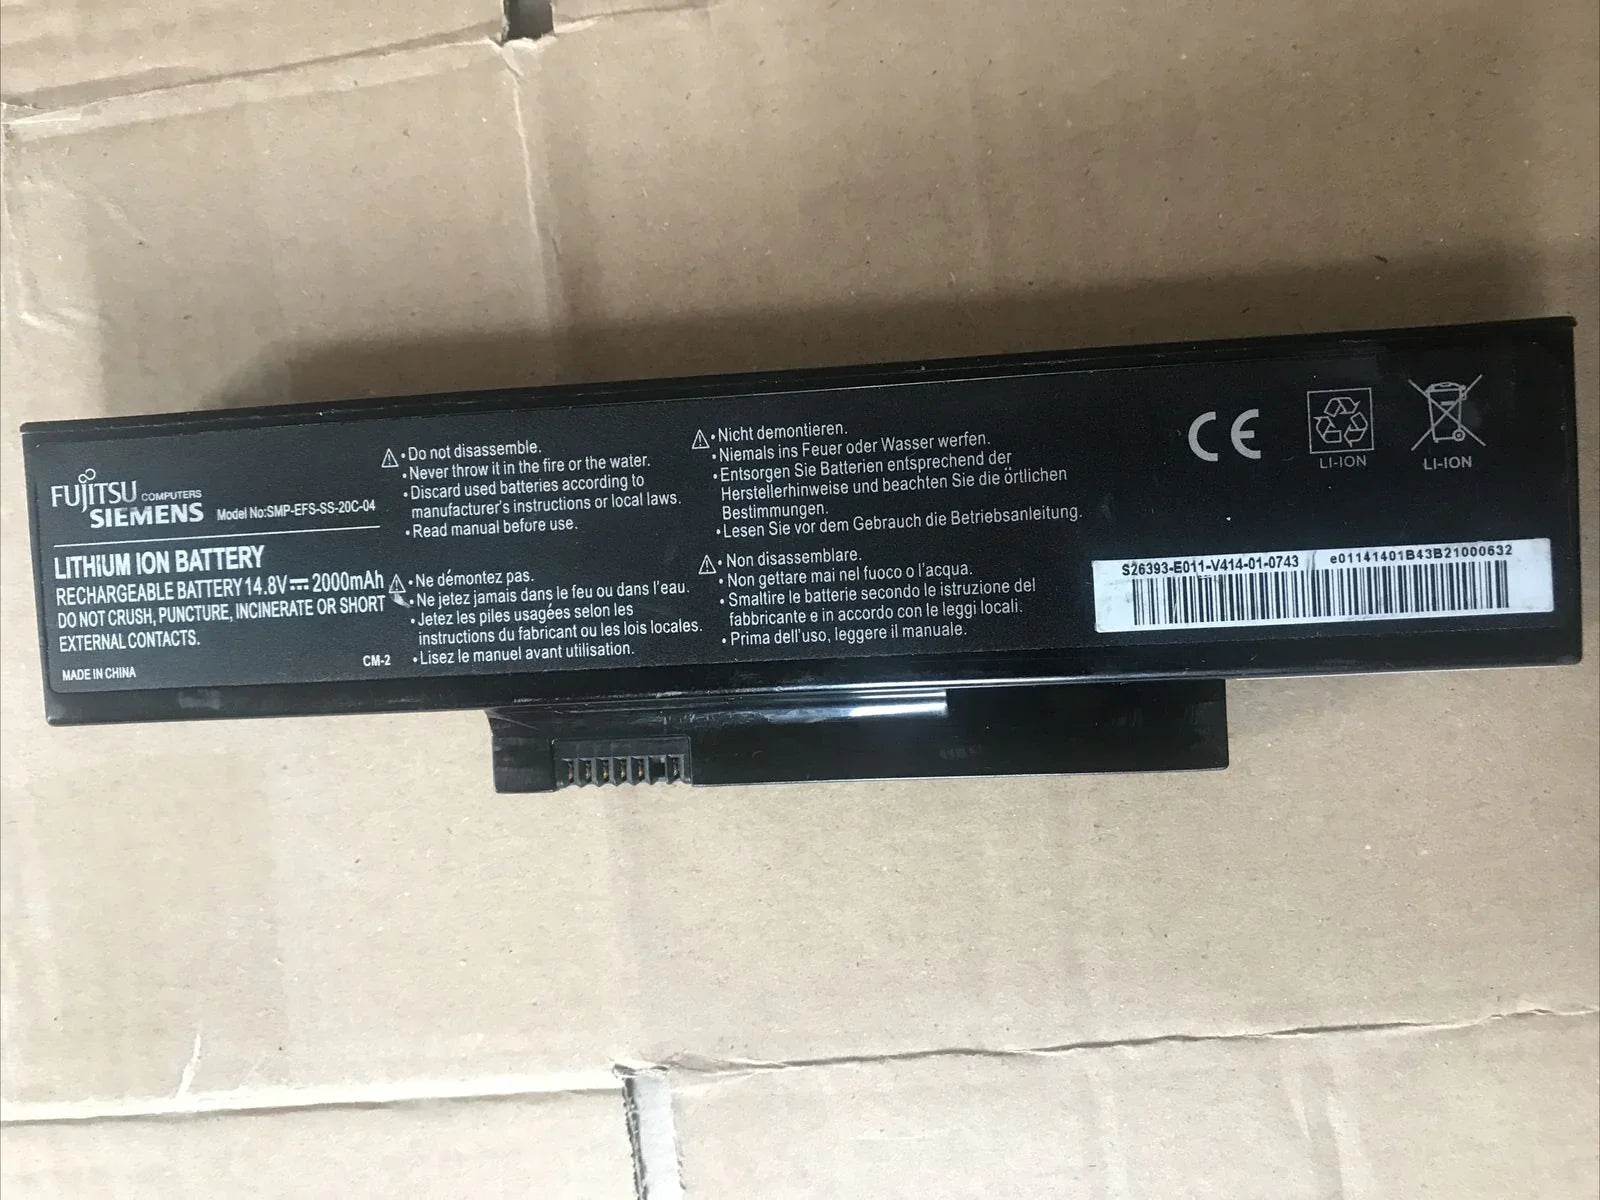 FUJITSU COMPUTERS
SIEMENS
Model No:SMP-EFS-SS-20C-04
LITHIUM ION BATTERY
RECHARGEABLE BATTERY 14.8V 2000mAh
DO NOT CRUSH, PUNCTURE, INCINERATE OR SHORT
EXTERNAL CONTACTS.
MADE IN CHINA
CM-2
• Do not disassemble.
• Never throw it in the fire or the water.
• Discard used batteries according to
manufacturer's instructions or local laws.
• Read manual before use.
• Ne démontez pas.
• Ne jetez jamais dans le feu ou dans l'eau.
• Jetez les piles usagées selon les
instructions du fabricant ou les lois locales.
• Lisez le manuel avant utilisation.
• Nicht demontieren.
• Niemals ins Feuer oder Wasser werfen.
• Entsorgen Sie Batterien entsprechend der
Herstellerhinweise und beachten Sie die örtlichen
Bestimmungen.
• Lesen Sie vor dem Gebrauch die Betriebsanleitung.
• Non disassemblare.
• Non gettare mai nel fuoco o l'acqua.
• Smaltire le batterie secondo le istruzione del
fabbricante e in accordo con le leggi locali.
• Prima dell'uso, leggere il manuale.
CE
LI-ION
LI-ION
S26393-E011-V414-01-0743 e01141401B43B21000632